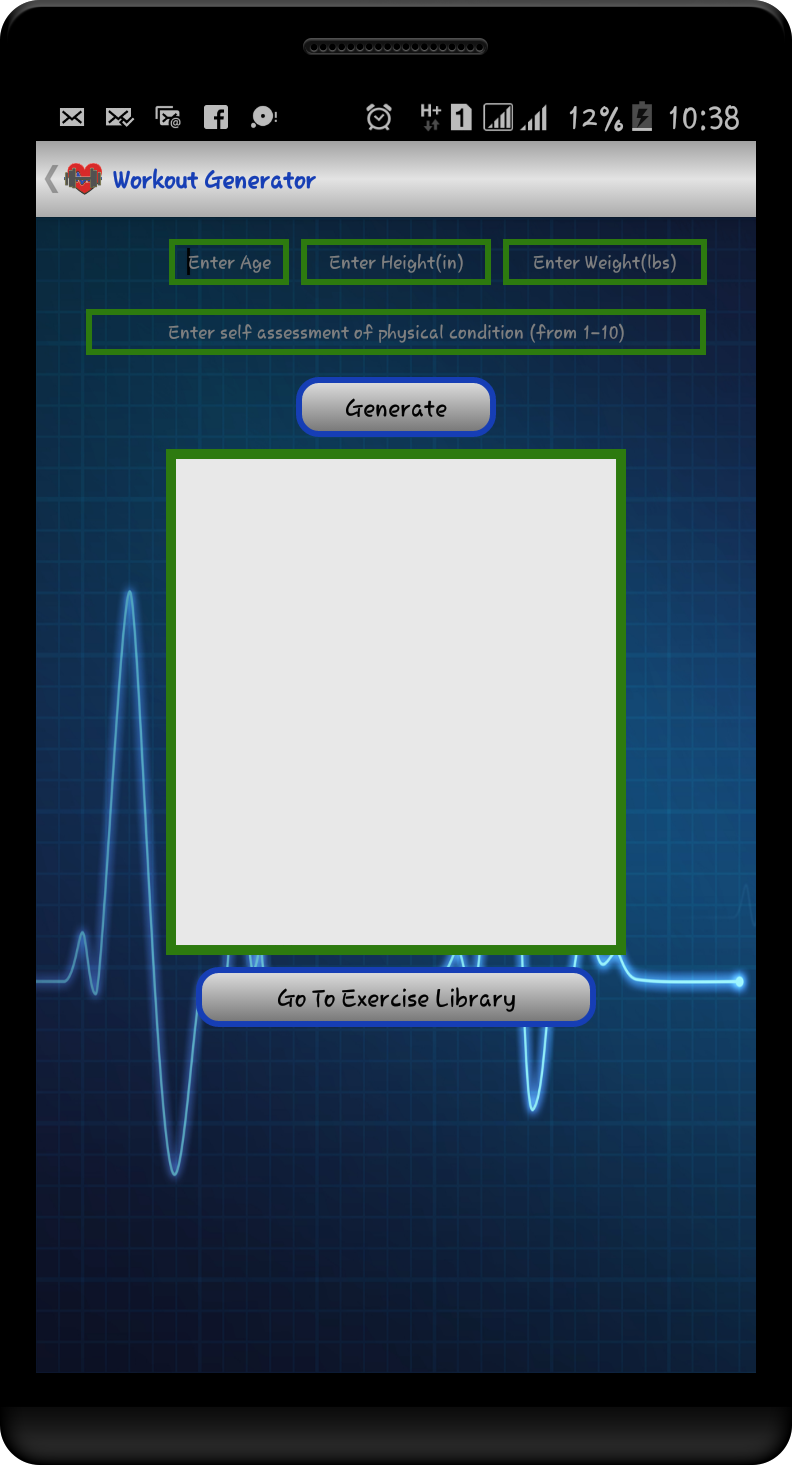 H+ 1 12% 10:38
Workout Generator
Enter Age Enter Height(in) Enter Weight(lbs)
Enter self assessment of physical condition (from 1-10)
Generate
Go To Exercise Library